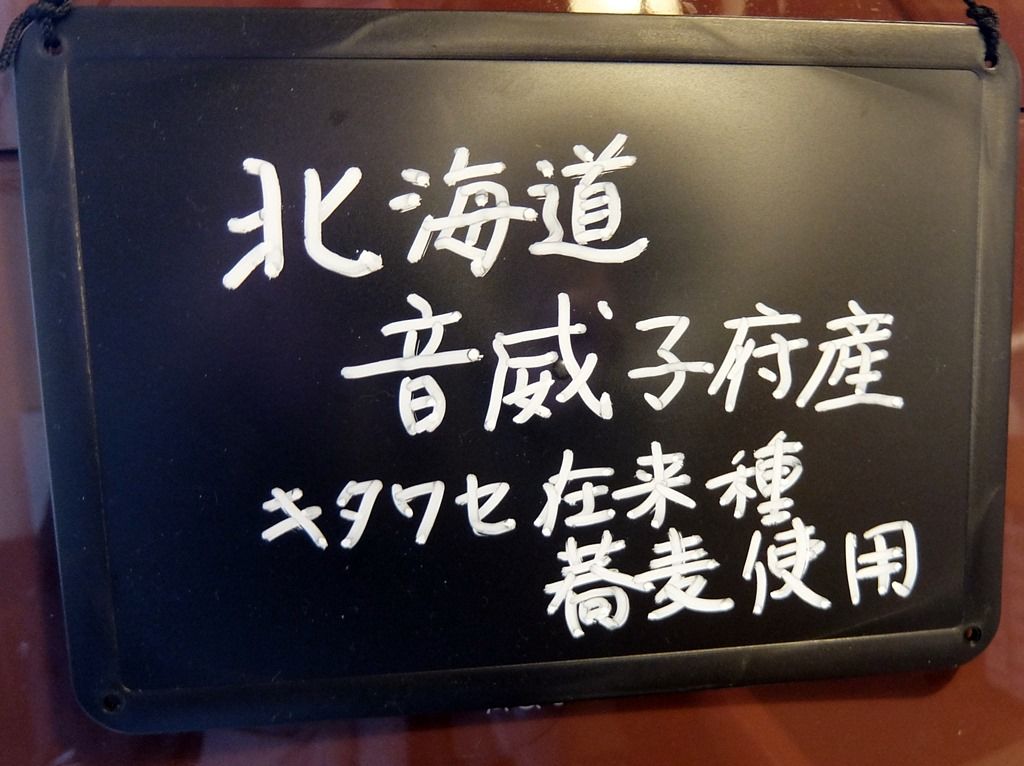 北海道
音威子府産
キタワセ在来種
蕎麦使用